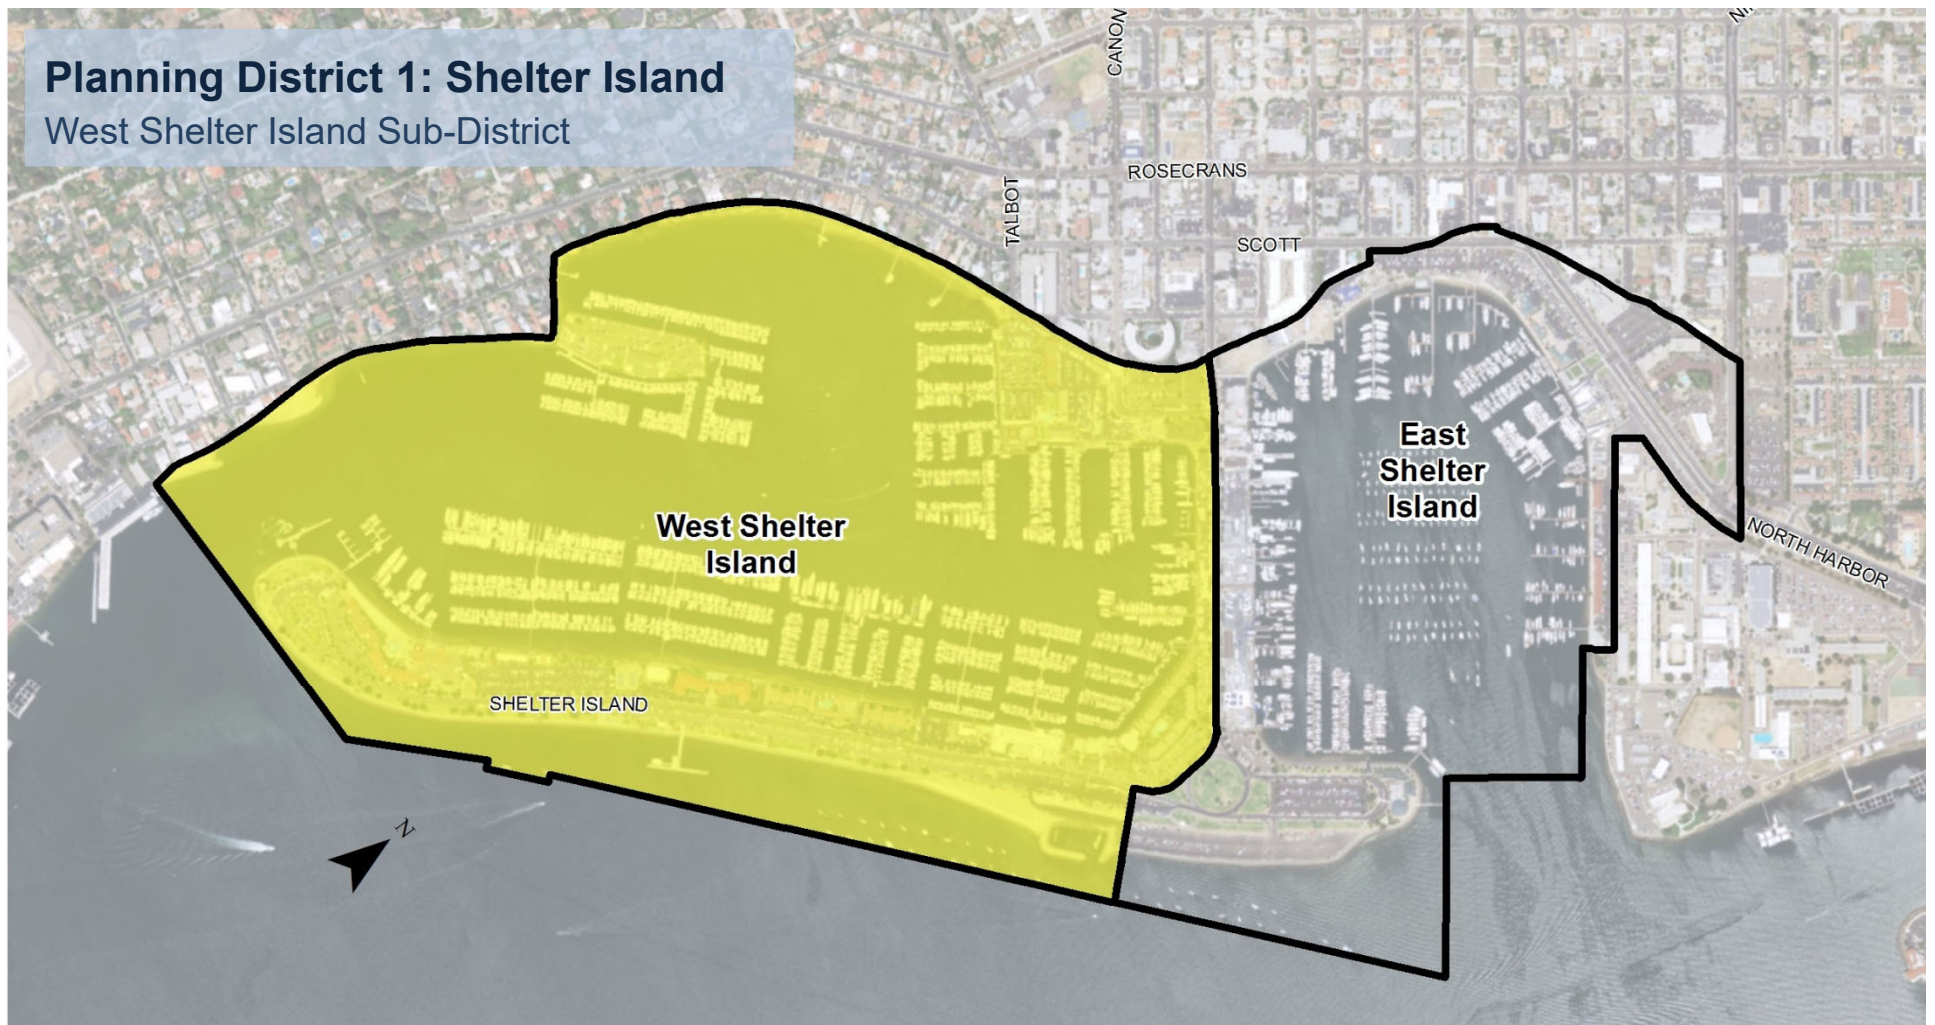 Planning District 1: Shelter Island
West Shelter Island Sub-District
CANON
ROSECRANS
TALBOT
SCOTT
East
Shelter
Island
West Shelter
Island
NORTH HARBOR
SHELTER ISLAND
N